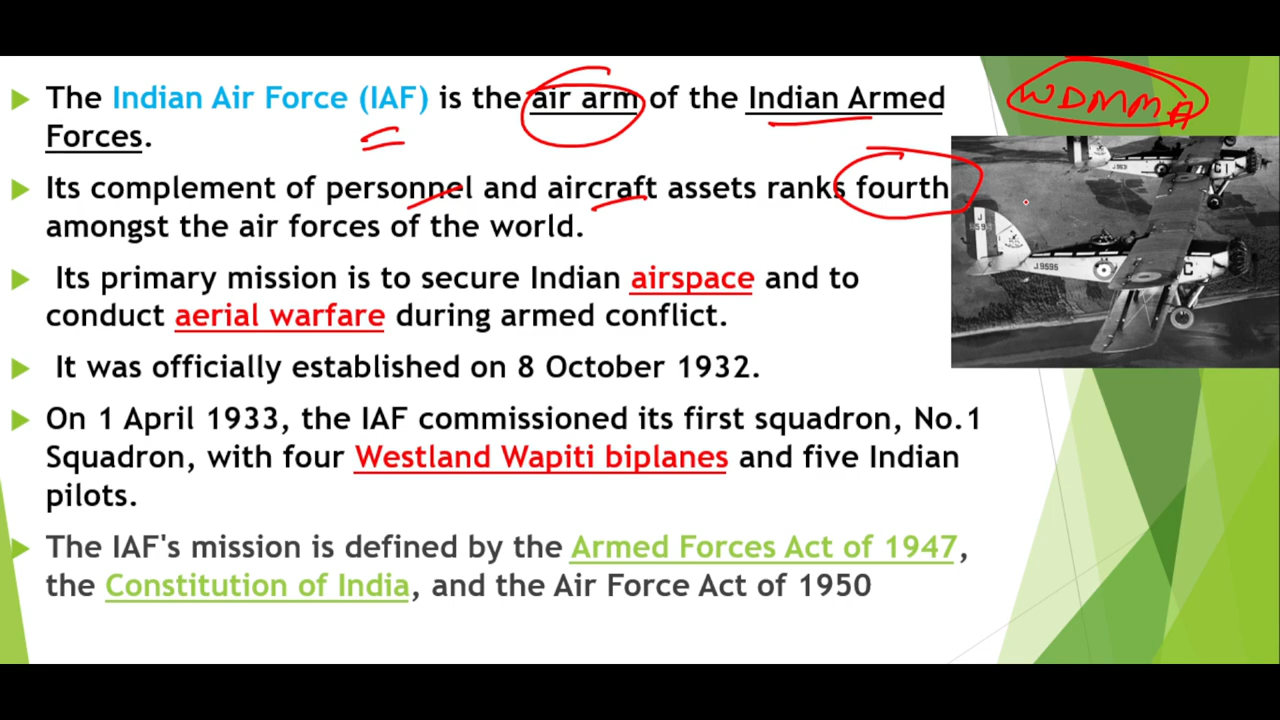 The Indian Air Force (IAF) is the air arm of the Indian Armed
Forces.
WDMMA
Its complement of personnel and aircraft assets ranks fourth
amongst the air forces of the world.
Its primary mission is to secure Indian airspace and to
conduct aerial warfare during armed conflict.
It was officially established on 8 October 1932.
On 1 April 1933, the IAF commissioned its first squadron, No.1
Squadron, with four Westland Wapiti biplanes and five Indian
pilots.
The IAF's mission is defined by the Armed Forces Act of 1947,
the Constitution of India, and the Air Force Act of 1950
J.9595
C